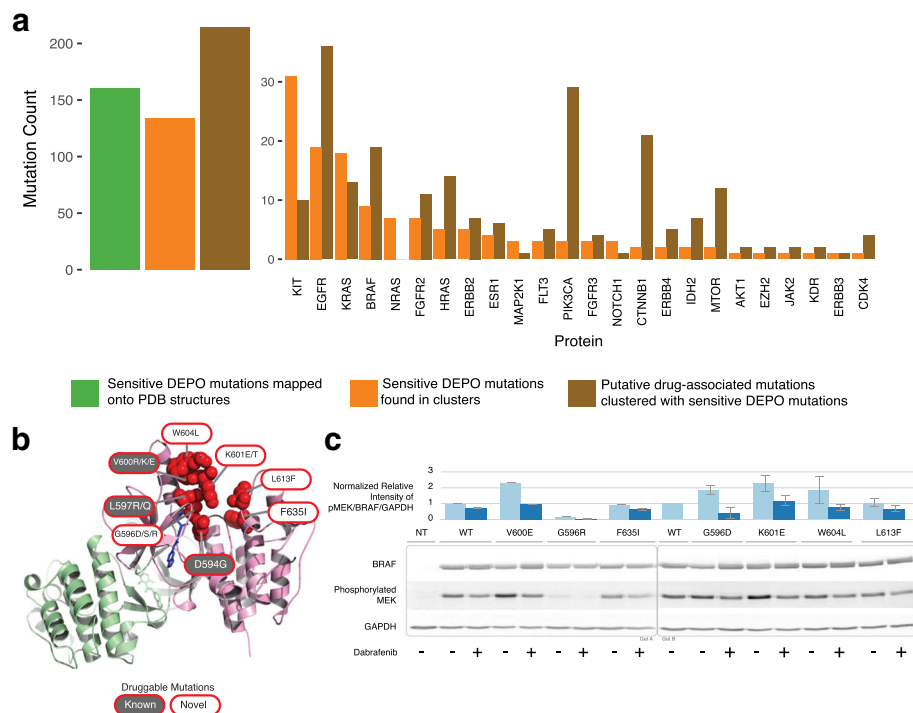 a
Mutation Count
200
150
100
50
0
30
20
10
0
KIT
EGFR
KRAS
BRAF
NRAS
FGFR2
HRAS
ERBB2
ESR1
MAP2K1
FLT3
PIK3CA
FGFR3
NOTCH1
CTNNB1
ERBB4
IDH2
MTOR
AKT1
EZH2
JAK2
KDR
ERBB3
CDK4
Protein
Sensitive DEPO mutations mapped
onto PDB structures
Sensitive DEPO mutations
found in clusters
Putative drug-associated mutations
clustered with sensitive DEPO mutations
b
W604L
V600R/K/E
K601E/T
L597R/Q
L613F
G596D/S/R
F635I
D594G
Druggable Mutations
Known
Novel
c
Normalized Relative
Intensity of
pMEK/BRAF/GAPDH
3
2
1
0
NT WT V600E G596R F635I WT G596D K601E W604L L613F
BRAF
Phosphorylated
MEK
GAPDH
Gel A Gel B
Dabrafenib - - + - + - + - + - - + - + - + - +